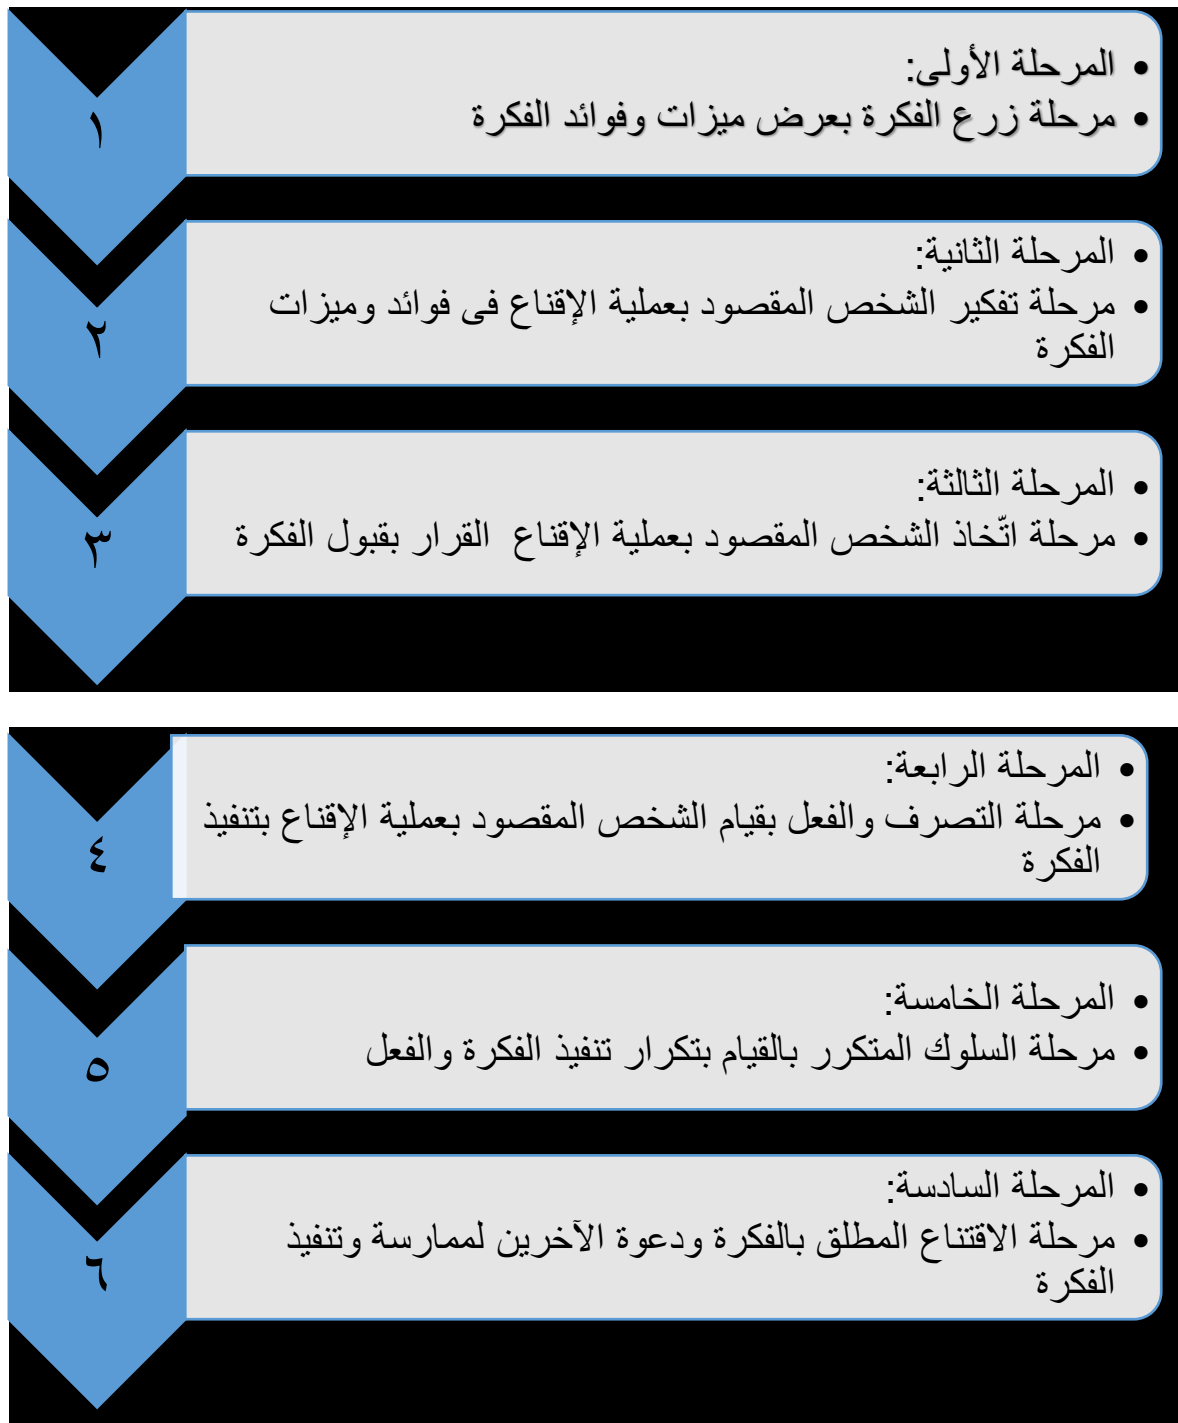 ١
المرحلة الأولى:
مرحلة زرع الفكرة بعرض ميزات وفوائد الفكرة
٢
المرحلة الثانية:
مرحلة تفكير الشخص المقصود بعملية الإقناع فى فوائد وميزات
الفكرة
٣
المرحلة الثالثة:
مرحلة اتّخاذ الشخص المقصود بعملية الإقناع القرار بقبول الفكرة
٤
المرحلة الرابعة:
مرحلة التصرف والفعل بقيام الشخص المقصود بعملية الإقناع بتنفيذ
الفكرة
٥
المرحلة الخامسة:
مرحلة السلوك المتكرر بالقيام بتكرار تنفيذ الفكرة والفعل
٦
المرحلة السادسة:
مرحلة الاقتناع المطلق بالفكرة ودعوة الآخرين لممارسة وتنفيذ
الفكرة